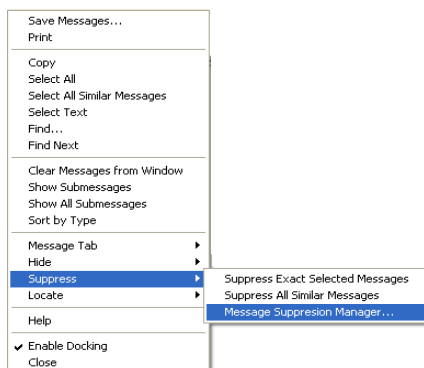 Save Messages...
Print
Copy
Select All
Select All Similar Messages
Select Text
Find...
Find Next
Clear Messages from Window
Show Submessages
Show All Submessages
Sort by Type
Message Tab
Hide
Suppress
Locate
Help
Enable Docking
Close
Suppress Exact Selected Messages
Suppress All Similar Messages
Message Suppresion Manager...